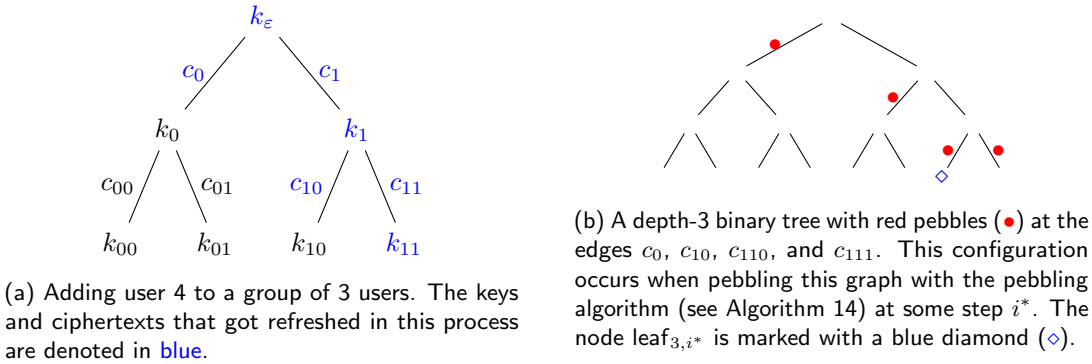 k_ε
c_0 c_1
k_0 k_1
c_00 c_01 c_10 c_11
k_00 k_01 k_10 k_11
(a) Adding user 4 to a group of 3 users. The keys
and ciphertexts that got refreshed in this process
are denoted in blue.
(b) A depth-3 binary tree with red pebbles (•) at the
edges c_0, c_10, c_110, and c_111. This configuration
occurs when pebbling this graph with the pebbling
algorithm (see Algorithm 14) at some step i*. The
node leaf_3,i* is marked with a blue diamond (⋄).